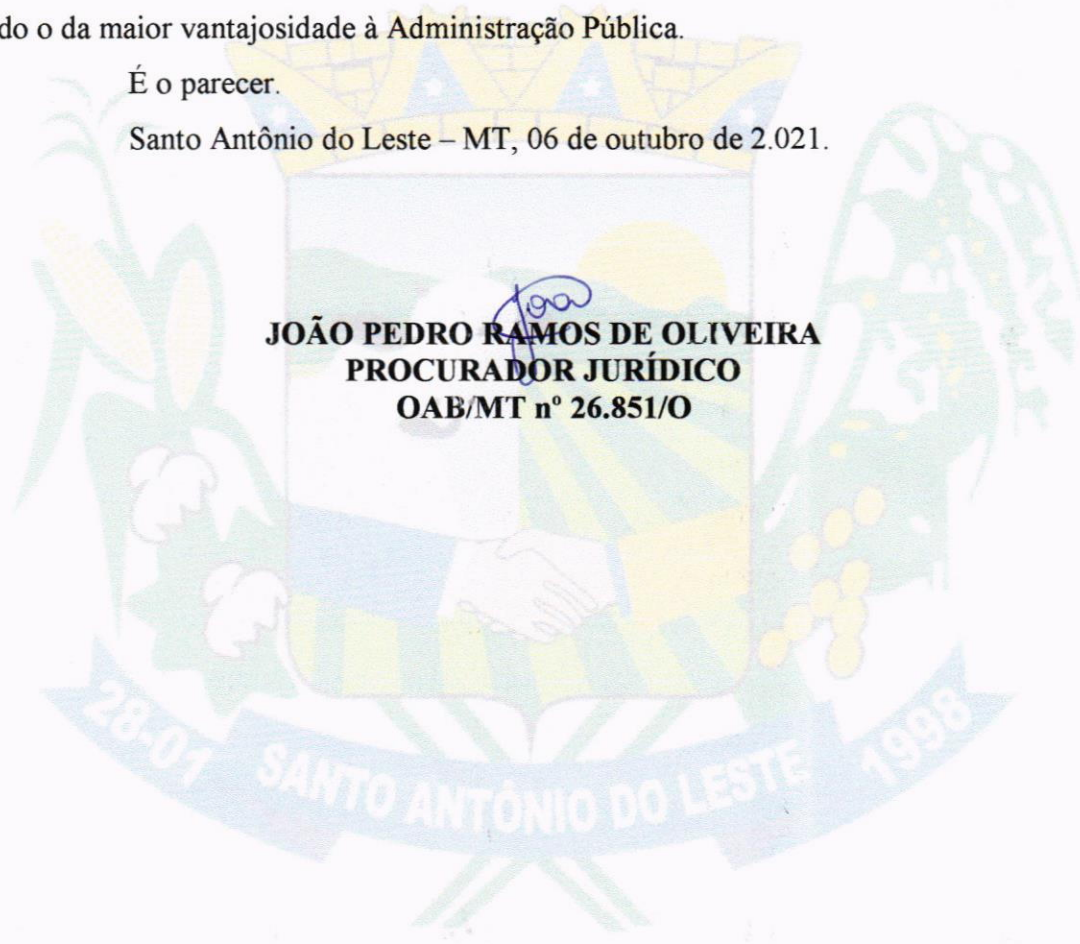 do o da maior vantajosidade à Administração Pública.
É o parecer.
Santo Antônio do Leste – MT, 06 de outubro de 2.021.
JOÃO PEDRO RAMOS DE OLIVEIRA
PROCURADOR JURÍDICO
OAB/MT nº 26.851/O
28-01 SANTO ANTÔNIO DO LESTE 1998